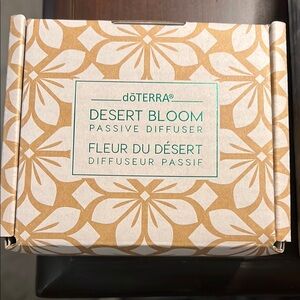 dōTERRA®
DESERT BLOOM
PASSIVE DIFFUSER
FLEUR DU DÉSERT
DIFFUSEUR PASSIF